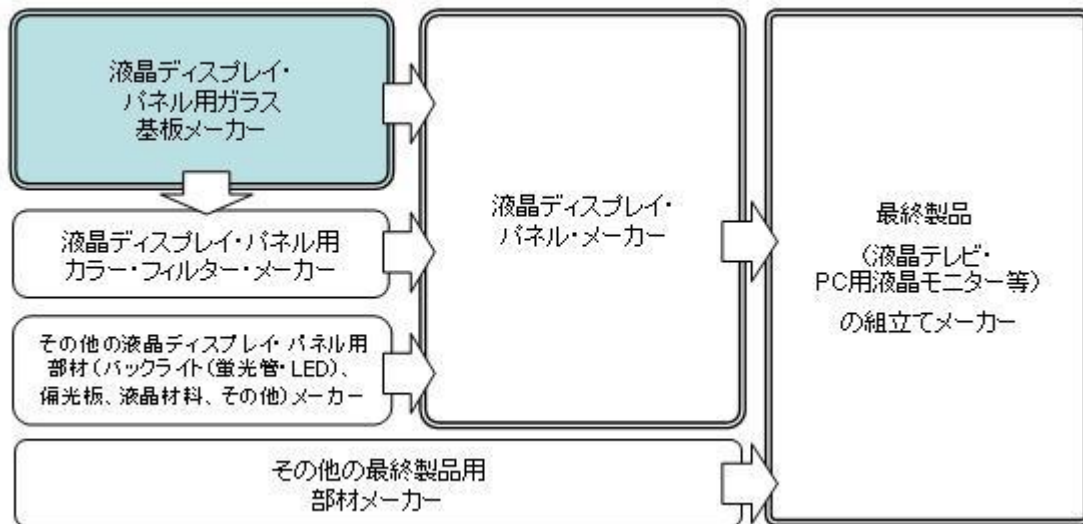 液晶ディスプレイ・
パネル用ガラス
基板メーカー
液晶ディスプレイ・パネル用
カラー・フィルター・メーカー
その他の液晶ディスプレイ・パネル用
部材（バックライト（蛍光管・LED）、
偏光板、液晶材料、その他）メーカー
液晶ディスプレイ・
パネル・メーカー
その他の最終製品用
部材メーカー
最終製品
（液晶テレビ・
PC用液晶モニター等）
の組立てメーカー